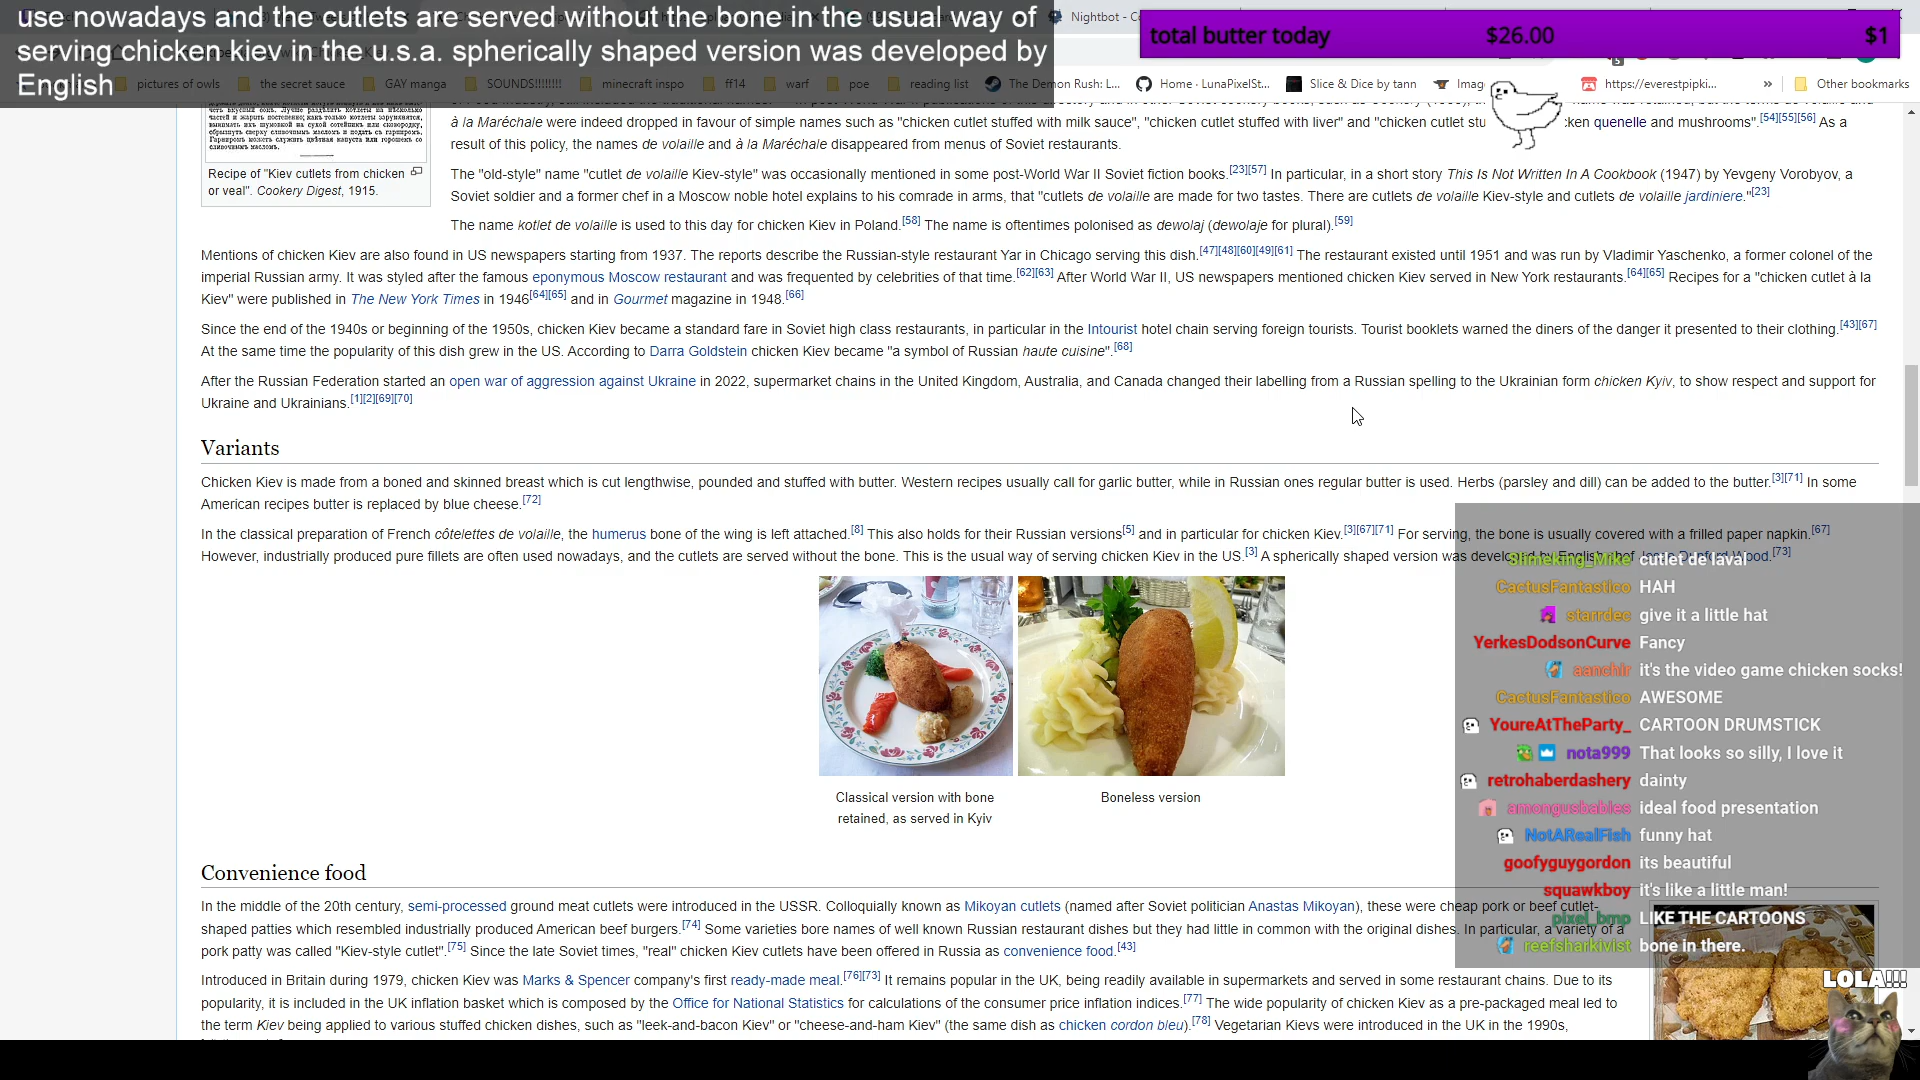 use nowadays and the cutlets are served without the bone in the usual way of
serving chicken kiev in the u.s.a. spherically shaped version was developed by
English
Nightbot - C
total butter today $26.00 $1
pictures of owls the secret sauce GAY manga SOUNDS!!!!!!!! minecraft inspo ff14 warf poe reading list The Demon Rush: L... Home · LunaPixelSt... Slice & Dice by tann Imag https://everestpipki... » Other bookmarks
à la Maréchale were indeed dropped in favour of simple names such as "chicken cutlet stuffed with milk sauce", "chicken cutlet stuffed with liver" and "chicken cutlet stu cken quenelle and mushrooms".[54][55][56] As a
result of this policy, the names de volaille and à la Maréchale disappeared from menus of Soviet restaurants.
Recipe of "Kiev cutlets from chicken
or veal". Cookery Digest, 1915.
The "old-style" name "cutlet de volaille Kiev-style" was occasionally mentioned in some post-World War II Soviet fiction books.[23][57] In particular, in a short story This Is Not Written In A Cookbook (1947) by Yevgeny Vorobyov, a
Soviet soldier and a former chef in a Moscow noble hotel explains to his comrade in arms, that "cutlets de volaille are made for two tastes. There are cutlets de volaille Kiev-style and cutlets de volaille jardiniere."[23]
The name kotlet de volaille is used to this day for chicken Kiev in Poland.[58] The name is oftentimes polonised as dewolaj (dewolaje for plural).[59]
Mentions of chicken Kiev are also found in US newspapers starting from 1937. The reports describe the Russian-style restaurant Yar in Chicago serving this dish.[47][48][60][49][61] The restaurant existed until 1951 and was run by Vladimir Yaschenko, a former colonel of the
imperial Russian army. It was styled after the famous eponymous Moscow restaurant and was frequented by celebrities of that time.[62][63] After World War II, US newspapers mentioned chicken Kiev served in New York restaurants.[64][65] Recipes for a "chicken cutlet à la
Kiev" were published in The New York Times in 1946[64][65] and in Gourmet magazine in 1948.[66]
Since the end of the 1940s or beginning of the 1950s, chicken Kiev became a standard fare in Soviet high class restaurants, in particular in the Intourist hotel chain serving foreign tourists. Tourist booklets warned the diners of the danger it presented to their clothing.[43][67]
At the same time the popularity of this dish grew in the US. According to Darra Goldstein chicken Kiev became "a symbol of Russian haute cuisine".[68]
After the Russian Federation started an open war of aggression against Ukraine in 2022, supermarket chains in the United Kingdom, Australia, and Canada changed their labelling from a Russian spelling to the Ukrainian form chicken Kyiv, to show respect and support for
Ukraine and Ukrainians.[1][2][69][70]
Variants
Chicken Kiev is made from a boned and skinned breast which is cut lengthwise, pounded and stuffed with butter. Western recipes usually call for garlic butter, while in Russian ones regular butter is used. Herbs (parsley and dill) can be added to the butter.[3][71] In some
American recipes butter is replaced by blue cheese.[72]
In the classical preparation of French côtelettes de volaille, the humerus bone of the wing is left attached.[8] This also holds for their Russian versions[5] and in particular for chicken Kiev.[3][67][71] For serving, the bone is usually covered with a frilled paper napkin.[67]
However, industrially produced pure fillets are often used nowadays, and the cutlets are served without the bone. This is the usual way of serving chicken Kiev in the US.[3] A spherically shaped version was developed by English chef Jesse Dunford Wood.[73]
Classical version with bone
retained, as served in Kyiv
Boneless version
Slimeking_Mike cutlet de laval
CactusFantastico HAH
starrdec give it a little hat
YerkesDodsonCurve Fancy
aanchir it's the video game chicken socks!
CactusFantastico AWESOME
YoureAtTheParty_ CARTOON DRUMSTICK
nota999 That looks so silly, I love it
retrohaberdashery dainty
amongusbabies ideal food presentation
NotARealFish funny hat
goofyguygordon its beautiful
squawkboy it's like a little man!
pixel_bmp LIKE THE CARTOONS
reefsharkivist bone in there.
Convenience food
In the middle of the 20th century, semi-processed ground meat cutlets were introduced in the USSR. Colloquially known as Mikoyan cutlets (named after Soviet politician Anastas Mikoyan), these were cheap pork or beef cutlet-
shaped patties which resembled industrially produced American beef burgers.[74] Some varieties bore names of well known Russian restaurant dishes but they had little in common with the original dishes. In particular, a variety of a
pork patty was called "Kiev-style cutlet".[75] Since the late Soviet times, "real" chicken Kiev cutlets have been offered in Russia as convenience food.[43]
Introduced in Britain during 1979, chicken Kiev was Marks & Spencer company's first ready-made meal.[76][73] It remains popular in the UK, being readily available in supermarkets and served in some restaurant chains. Due to its
popularity, it is included in the UK inflation basket which is composed by the Office for National Statistics for calculations of the consumer price inflation indices.[77] The wide popularity of chicken Kiev as a pre-packaged meal led to
the term Kiev being applied to various stuffed chicken dishes, such as "leek-and-bacon Kiev" or "cheese-and-ham Kiev" (the same dish as chicken cordon bleu).[78] Vegetarian Kievs were introduced in the UK in the 1990s,
LOLA!!!